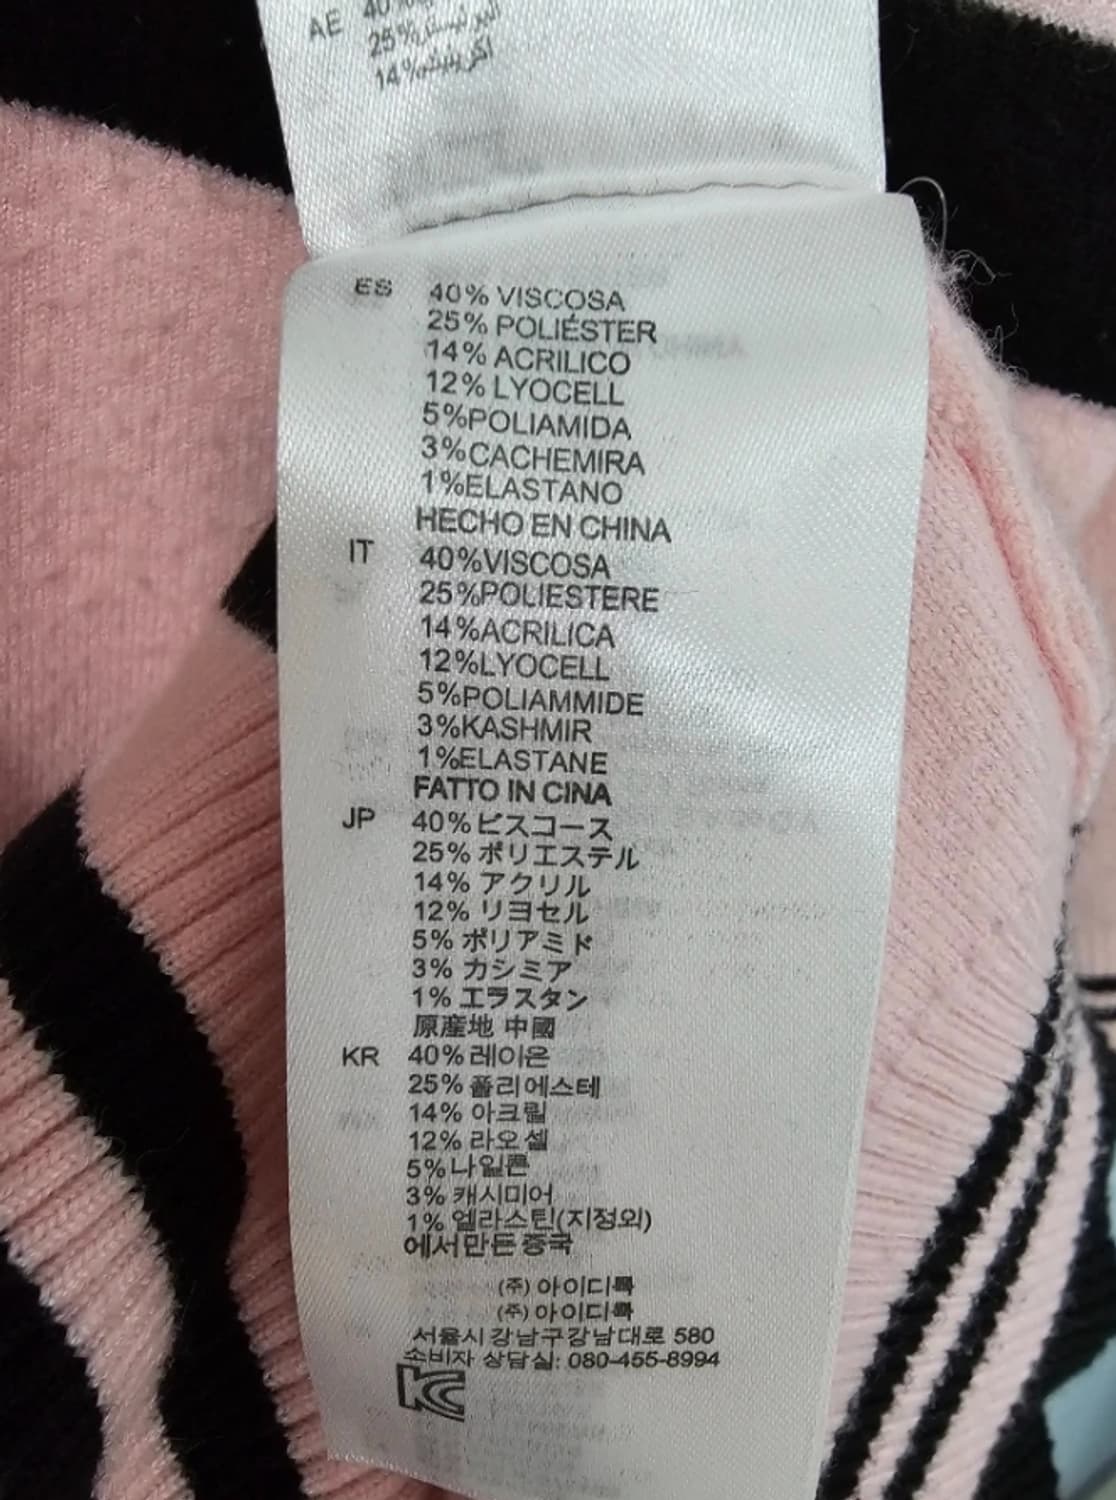 AE
25% البوليستر
14%
ES 40% VISCOSA
25% POLIÉSTER
14% ACRILICO
12% LYOCELL
5%POLIAMIDA
3%CACHEMIRA
1%ELASTANO
HECHO EN CHINA
IT 40%VISCOSA
25%POLIESTERE
14%ACRILICA
12%LYOCELL
5%POLIAMMIDE
3%KASHMIR
1%ELASTANE
FATTO IN CINA
JP 40% ビスコース
25% ポリエステル
14% アクリル
12% リヨセル
5% ポリアミド
3% カシミア
1% エラスタン
原産地 中國
KR 40% 레이온
25% 폴리에스테
14% 아크릴
12% 라오셀
5% 나일론
3% 캐시미어
1% 엘라스틴(지정외)
에서만든중국
(주) 아이디룩
(주) 아이디룩
서울시강남구강남대로 580
소비자 상담실: 080-455-8994
KC